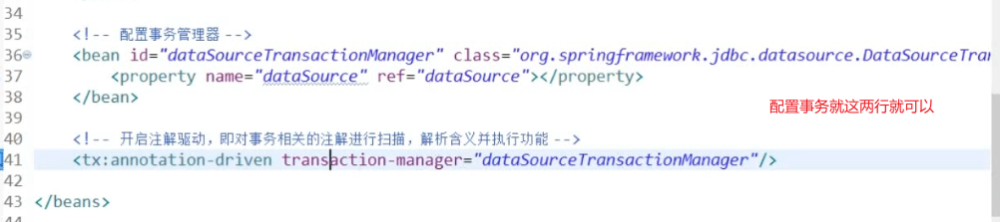 34
35 <!-- 配置事务管理器 -->
36 <bean id="dataSourceTransactionManager" class="org.springframework.jdbc.datasource.DataSourceTran
37 <property name="dataSource" ref="dataSource"></property>
38 </bean>
39
配置事务就这两行就可以
40 <!-- 开启注解驱动，即对事务相关的注解进行扫描，解析含义并执行功能 -->
41 <tx:annotation-driven transaction-manager="dataSourceTransactionManager"/>
42
43 </beans>
44